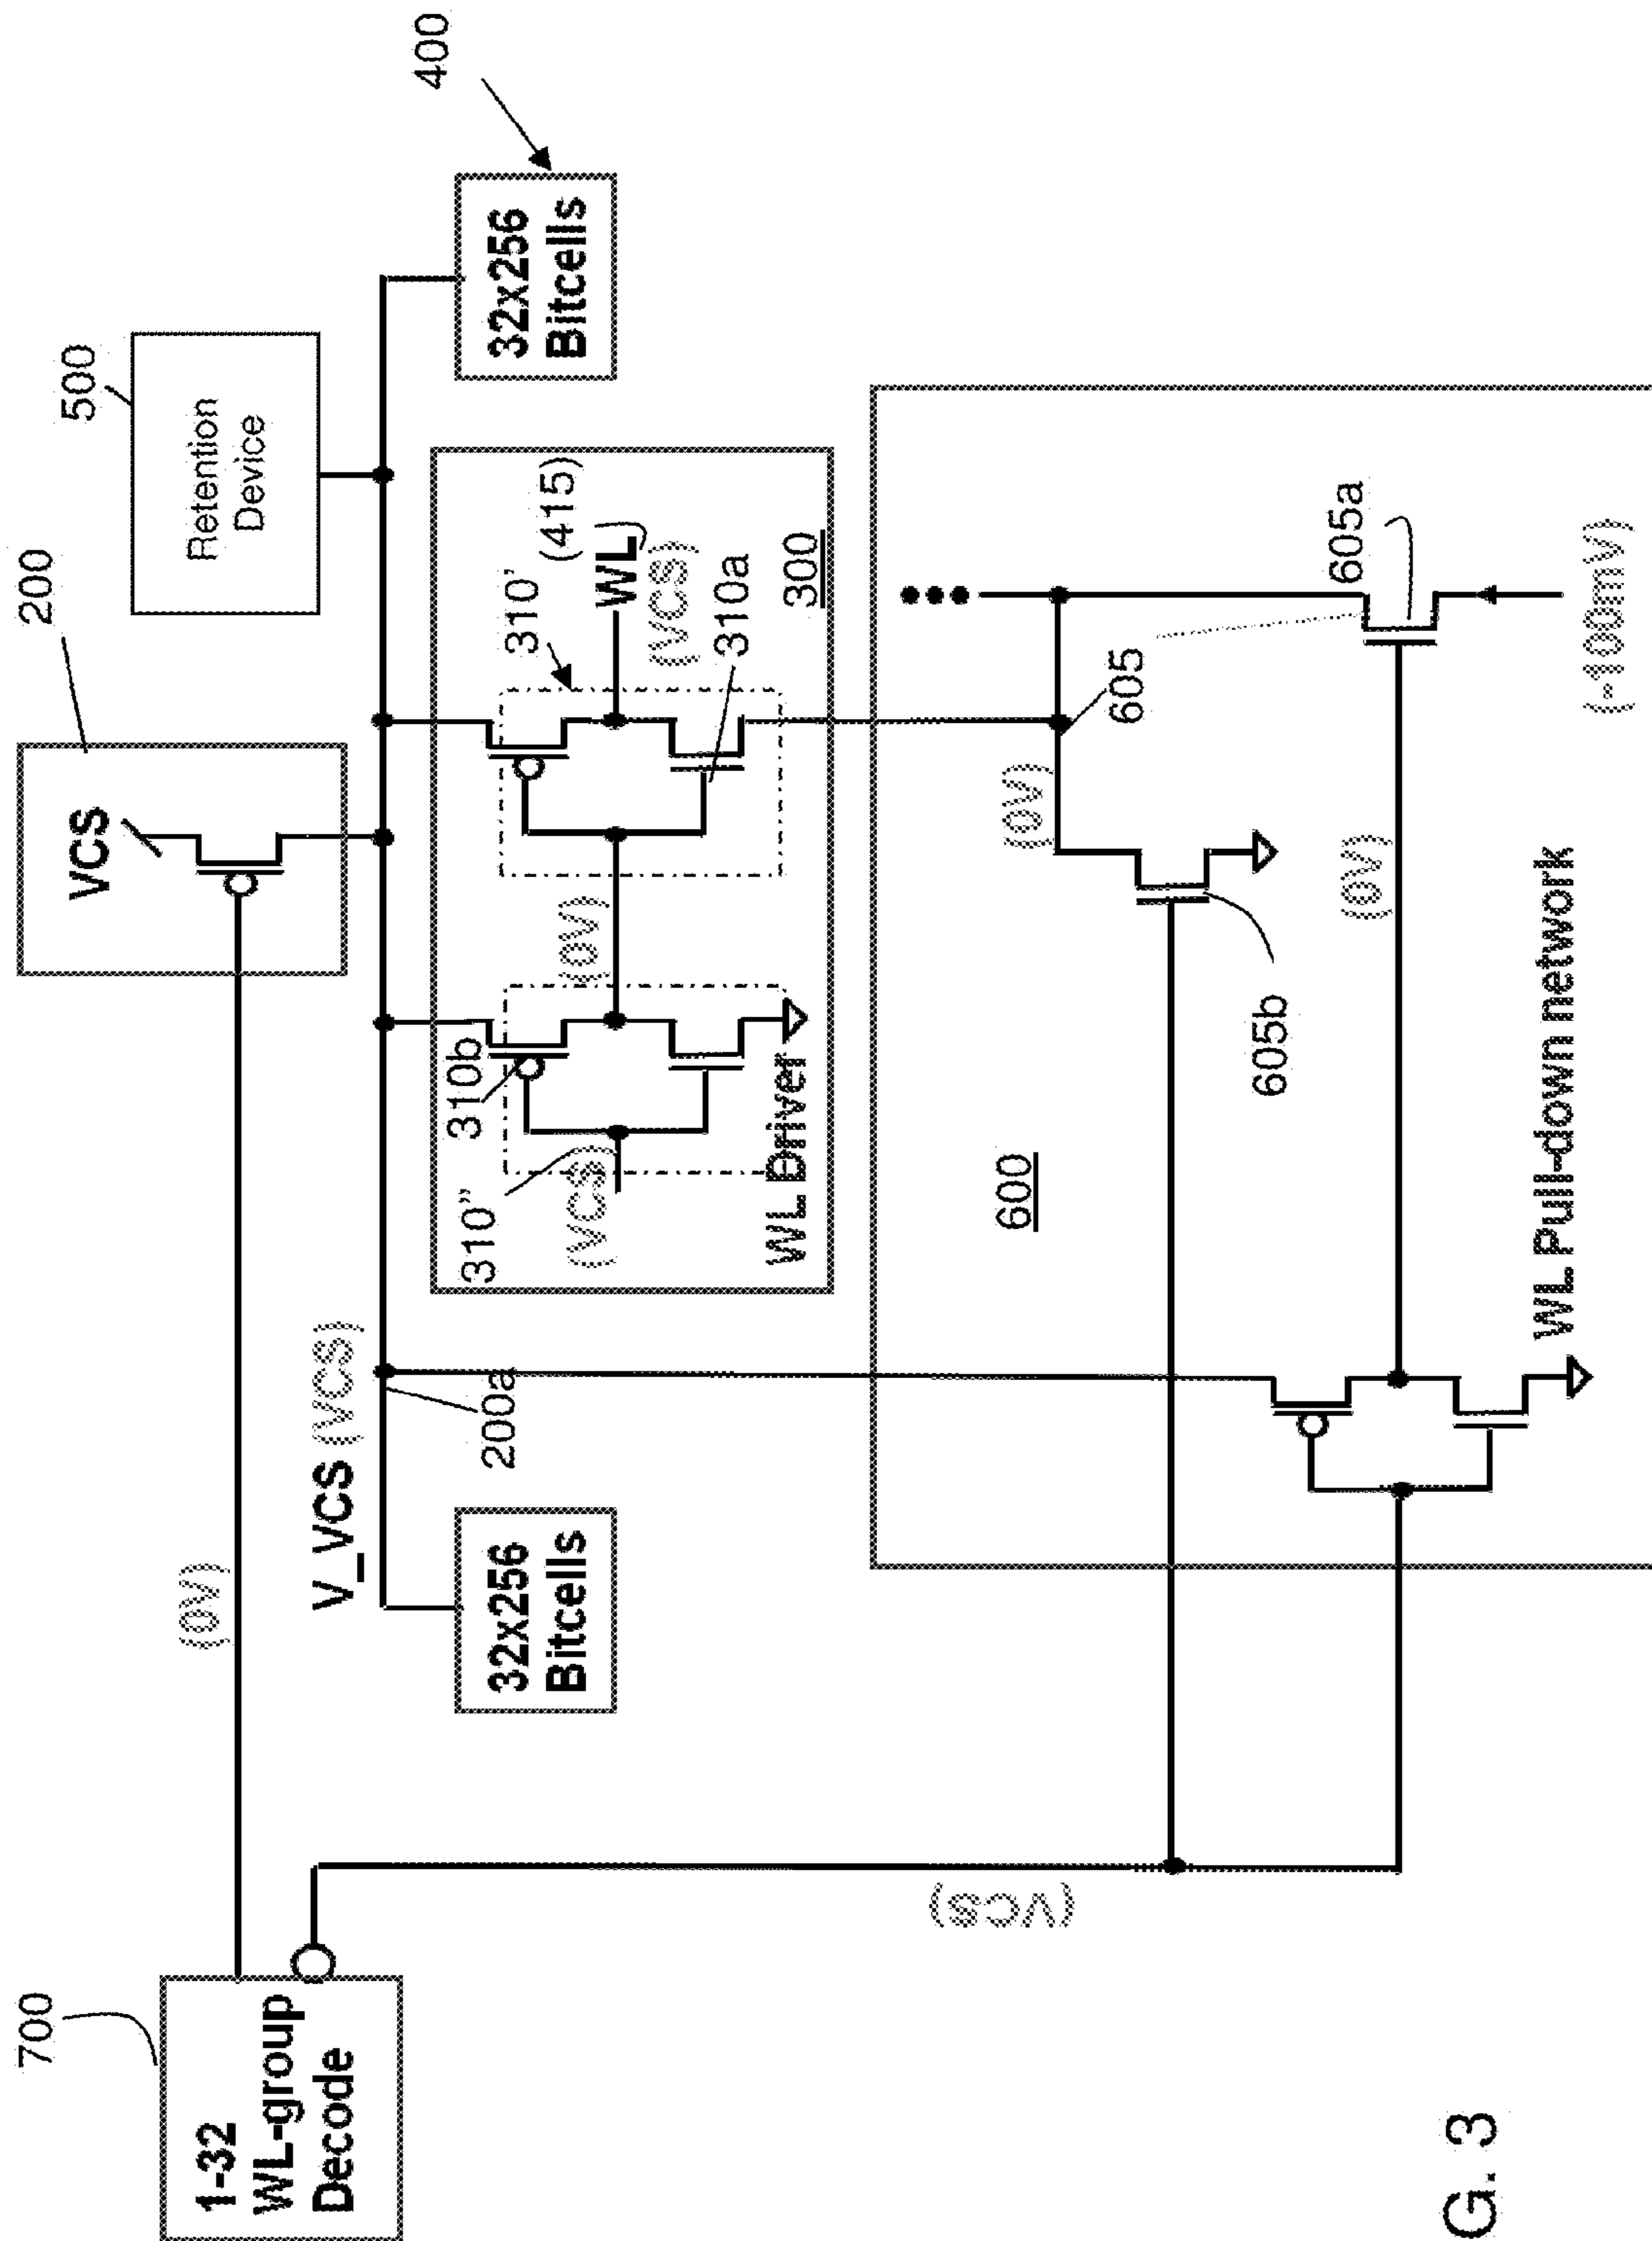 700
1-32
WL-group
Decode
(0V)
(VCS)
V_VCS (VCS)
200a
32x256
Bitcells
200
VCS
500
Retention
Device
400
32x256
Bitcells
310"
(VCS)
310b
WL Driver
(0V)
310'
WL
(415)
(VCS)
310a
300
600
605b
(0V)
605
(0V)
605a
(-100mV)
WL Pull-down network
G. 3